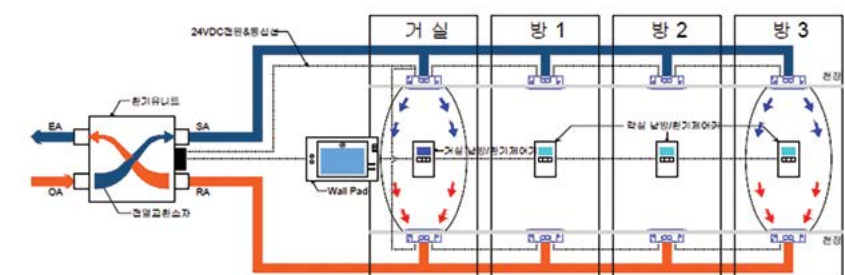 거 실
방 1
방 2
방 3
24VDC전원&통신선
천장
환기유니트
EA
SA
OA
RA
전열교환소자
Wall Pad
거실 난방/환기제어기
각실 난방/환기제어기
천장